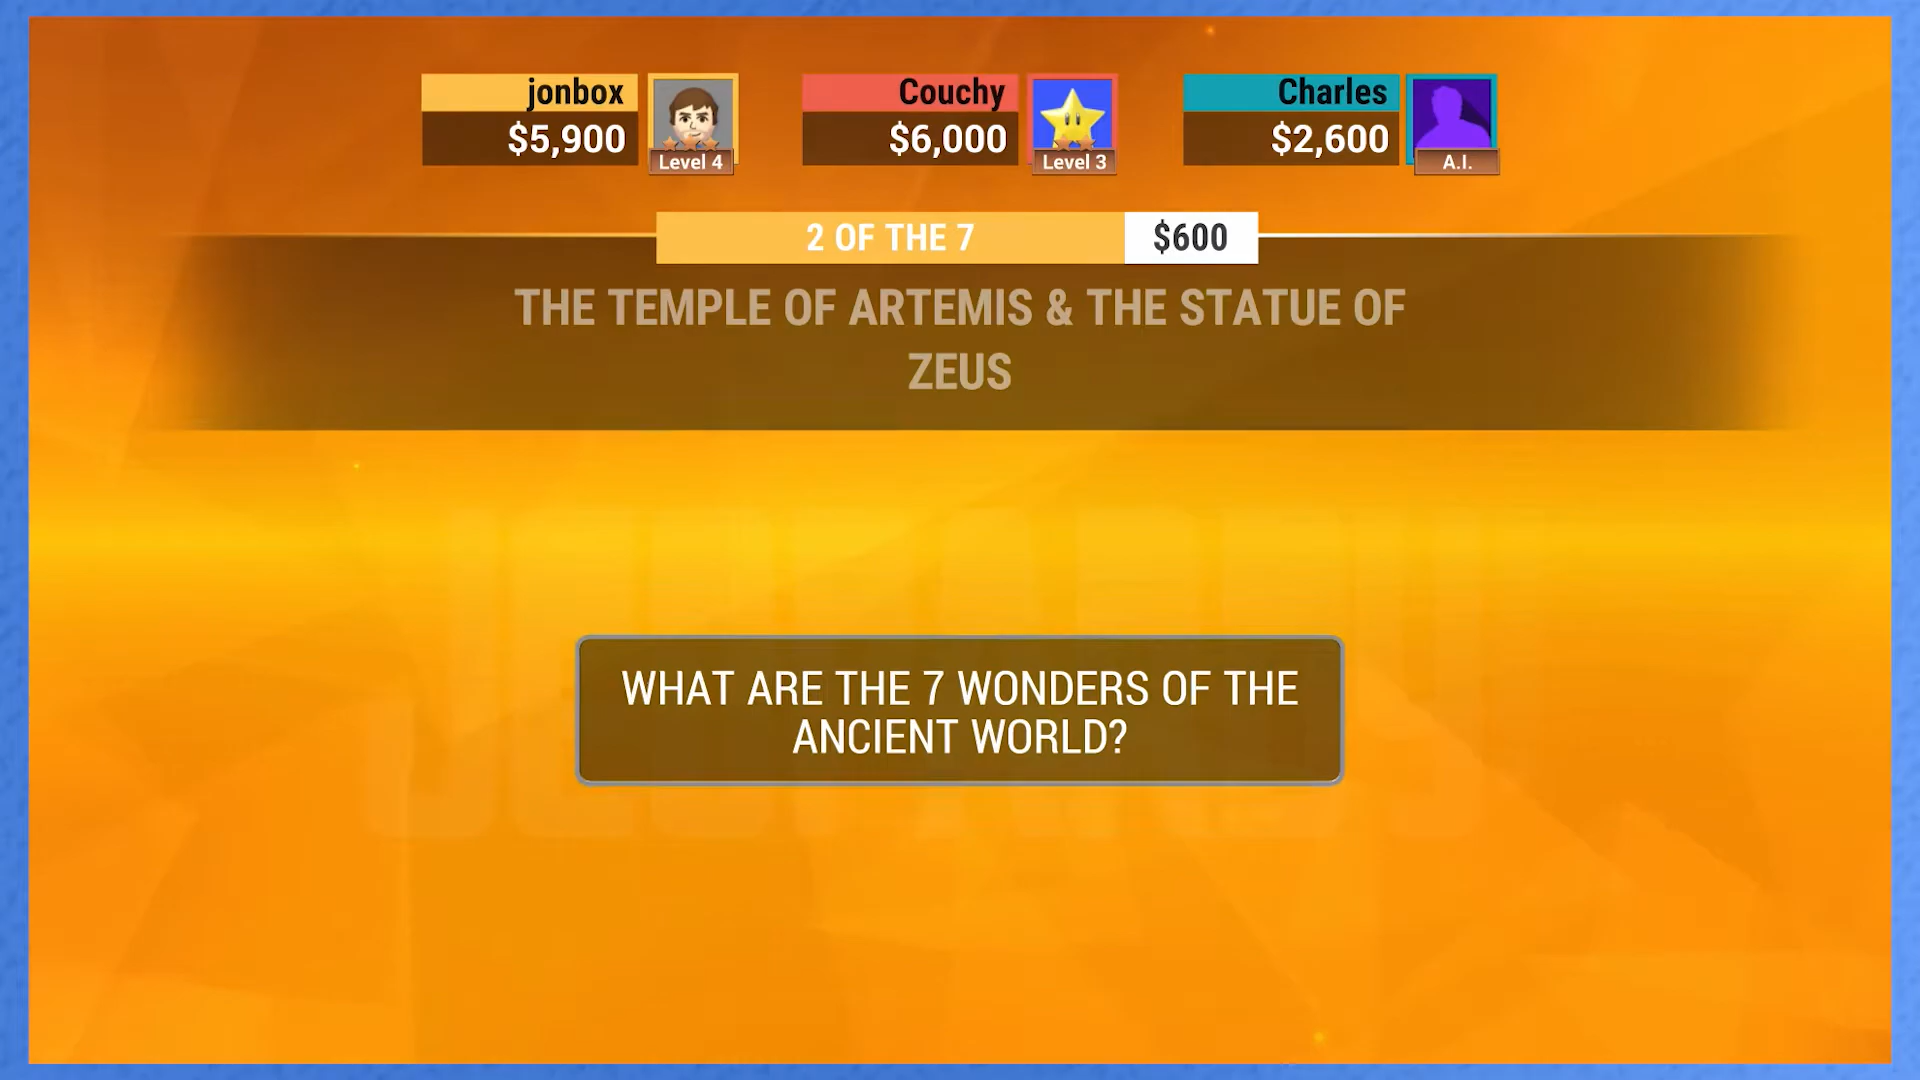 jonbox
$5,900
Level 4
Couchy
$6,000
Level 3
Charles
$2,600
A.I.
2 OF THE 7
$600
THE TEMPLE OF ARTEMIS & THE STATUE OF
ZEUS
WHAT ARE THE 7 WONDERS OF THE
ANCIENT WORLD?
JEOPARDY